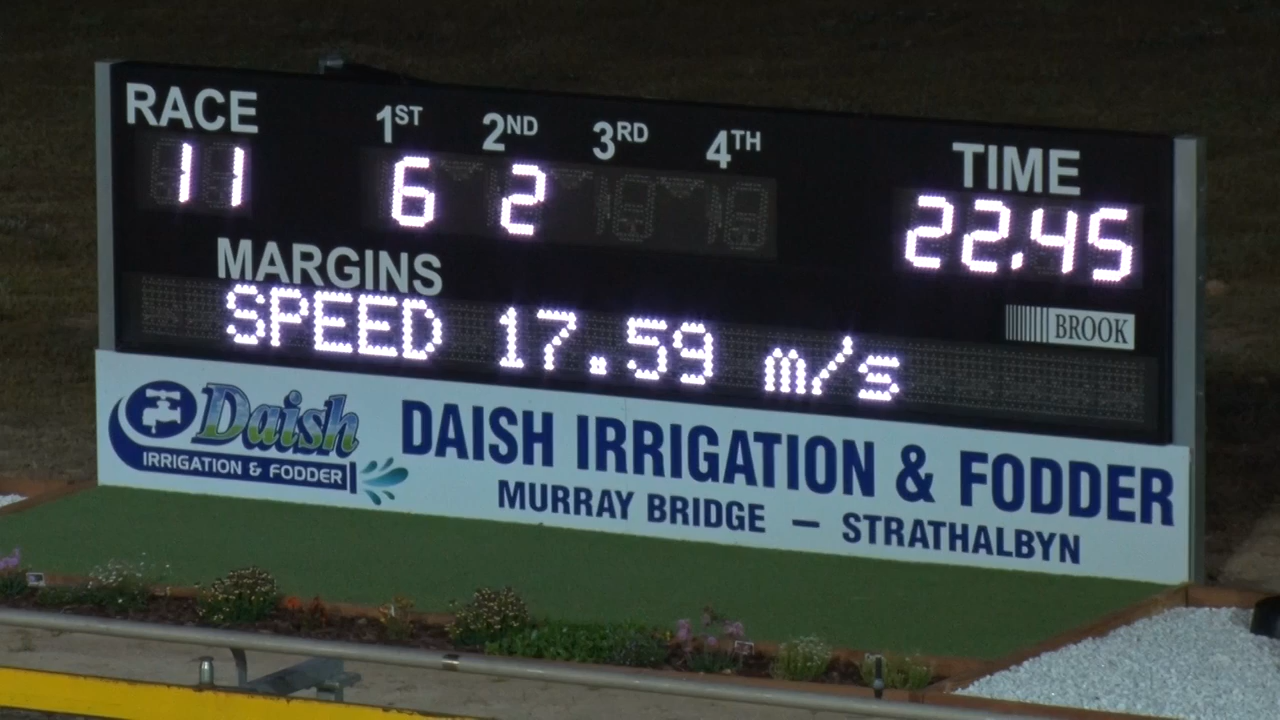 RACE 1ST 2ND 3RD 4TH TIME
11 6 2 22.45
MARGINS
SPEED 17.59 m/s
BROOK
Daish
IRRIGATION & FODDER
DAISH IRRIGATION & FODDER
MURRAY BRIDGE – STRATHALBYN